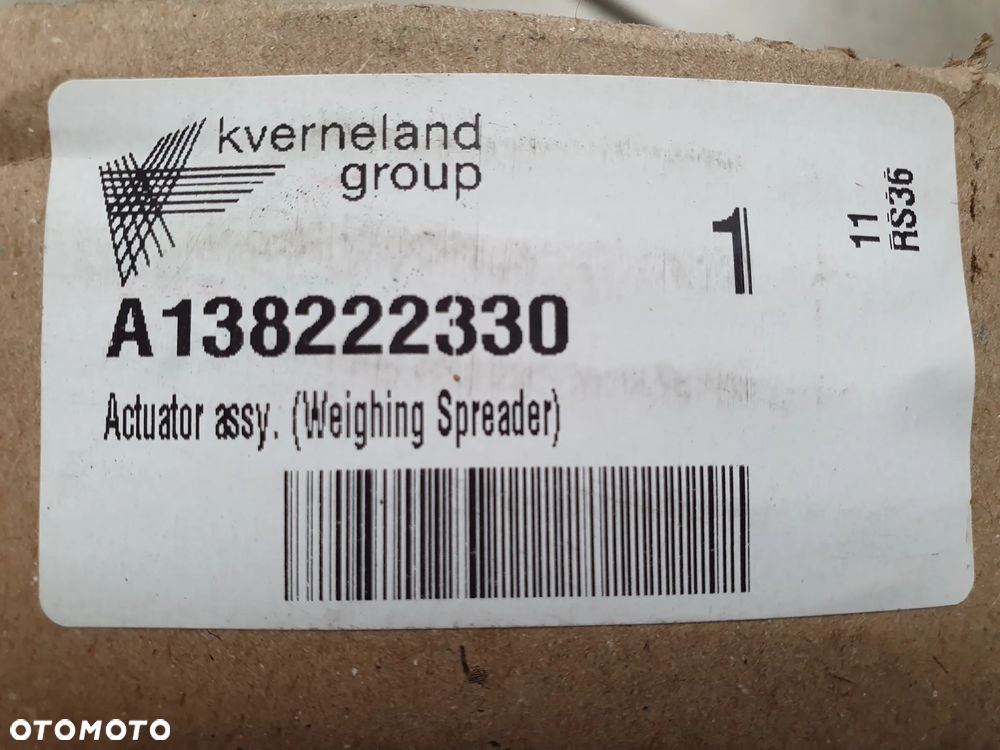 kverneland
group
1
11
RS36
A138222330
Actuator assy. (Weighing Spreader)
OTOMOTO